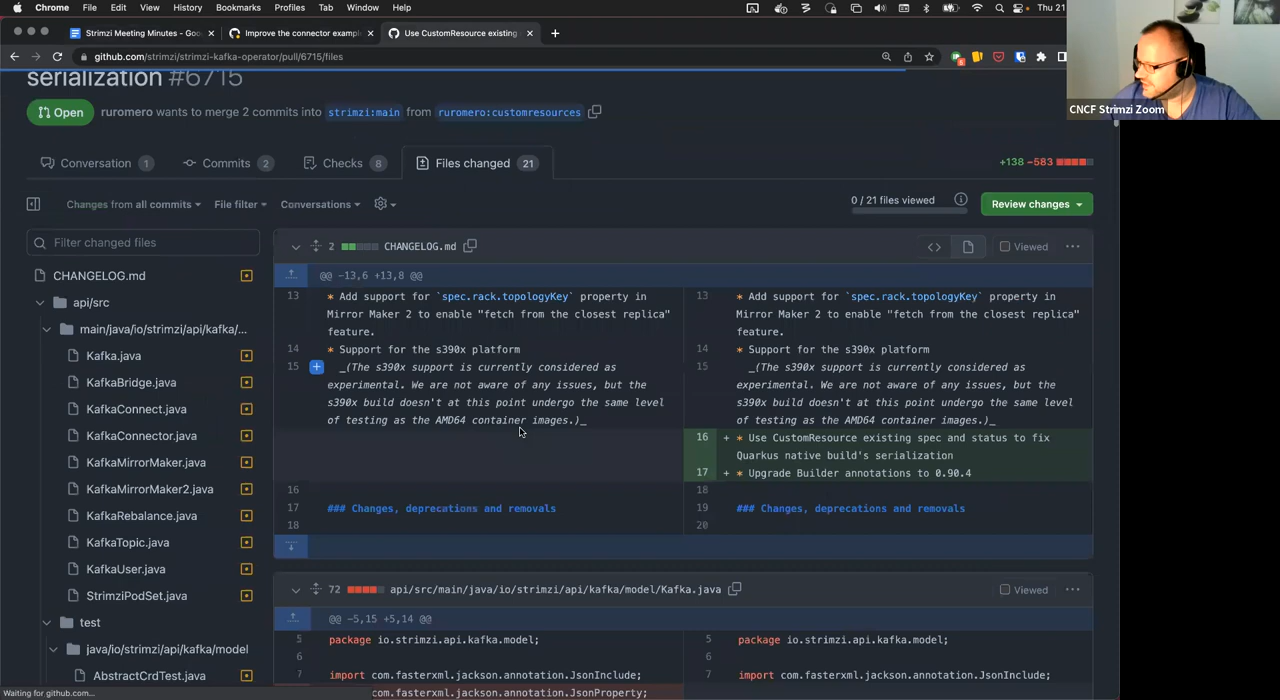 Chrome File Edit View History Bookmarks Profiles Tab Window Help Thu 21
Strimzi Meeting Minutes - Goo
Improve the connector exampl
Use CustomResource existing
github.com/strimzi/strimzi-kafka-operator/pull/6715/files
CNCF Strimzi Zoom
serialization #6715
Open ruromero wants to merge 2 commits into strimzi:main from ruromero:customresources
Conversation 1 Commits 2 Checks 8 Files changed 21 +138 −583
Changes from all commits File filter Conversations 0 / 21 files viewed Review changes
Filter changed files
CHANGELOG.md
api/src
main/java/io/strimzi/api/kafka/...
Kafka.java
KafkaBridge.java
KafkaConnect.java
KafkaConnector.java
KafkaMirrorMaker.java
KafkaMirrorMaker2.java
KafkaRebalance.java
KafkaTopic.java
KafkaUser.java
StrimziPodSet.java
test
java/io/strimzi/api/kafka/model
AbstractCrdTest.java
2 CHANGELOG.md Viewed
@@ -13,6 +13,8 @@
13 * Add support for `spec.rack.topologyKey` property in
Mirror Maker 2 to enable "fetch from the closest replica"
feature.
14 * Support for the s390x platform
15 _(The s390x support is currently considered as
experimental. We are not aware of any issues, but the
s390x build doesn't at this point undergo the same level
of testing as the AMD64 container images.)_
16
17 ### Changes, deprecations and removals
18
13 * Add support for `spec.rack.topologyKey` property in
Mirror Maker 2 to enable "fetch from the closest replica"
feature.
14 * Support for the s390x platform
15 _(The s390x support is currently considered as
experimental. We are not aware of any issues, but the
s390x build doesn't at this point undergo the same level
of testing as the AMD64 container images.)_
16 + * Use CustomResource existing spec and status to fix
Quarkus native build's serialization
17 + * Upgrade Builder annotations to 0.90.4
18
19 ### Changes, deprecations and removals
20
72 api/src/main/java/io/strimzi/api/kafka/model/Kafka.java Viewed
@@ -5,15 +5,14 @@
5 package io.strimzi.api.kafka.model;
6
7 import com.fasterxml.jackson.annotation.JsonInclude;
com.fasterxml.jackson.annotation.JsonProperty;
5 package io.strimzi.api.kafka.model;
6
7 import com.fasterxml.jackson.annotation.JsonInclude;
Waiting for github.com...